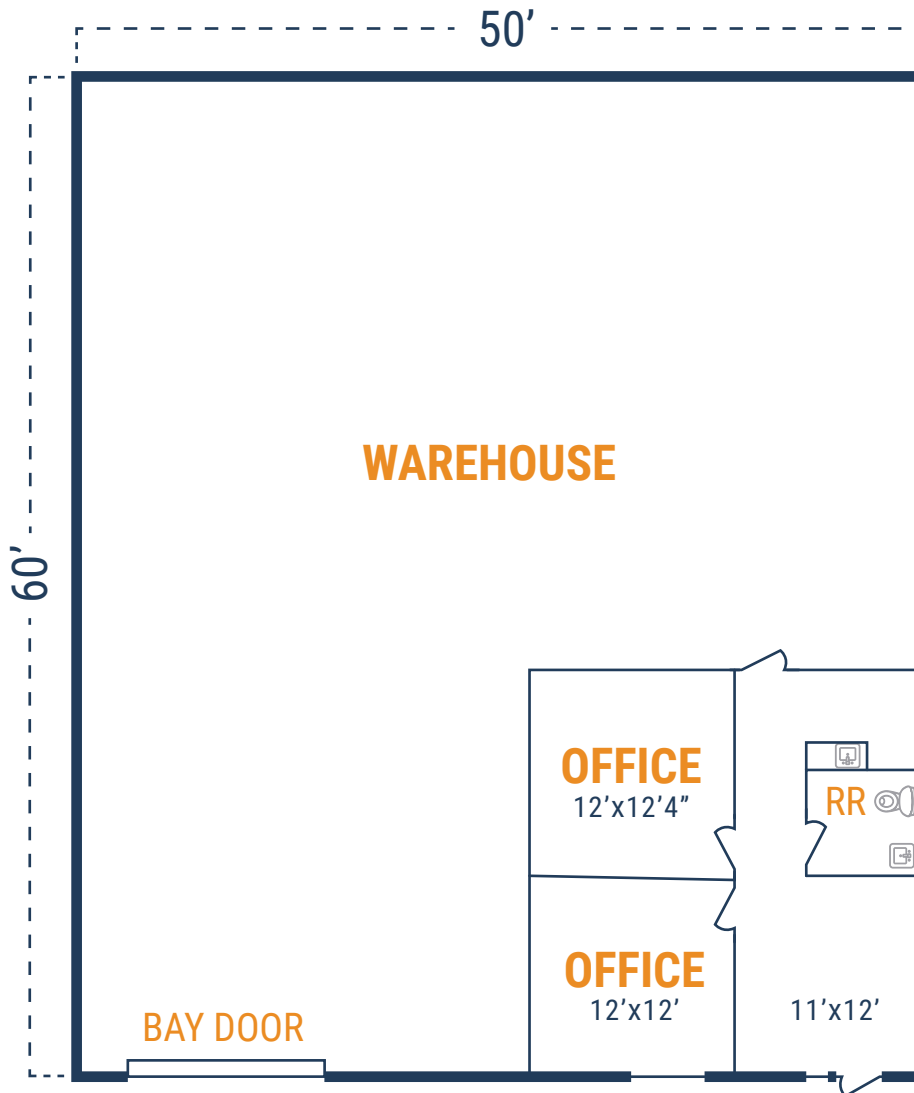 50’
60’
WAREHOUSE
OFFICE
12’x12’4”
RR
OFFICE
12’x12’
11’x12’
BAY DOOR